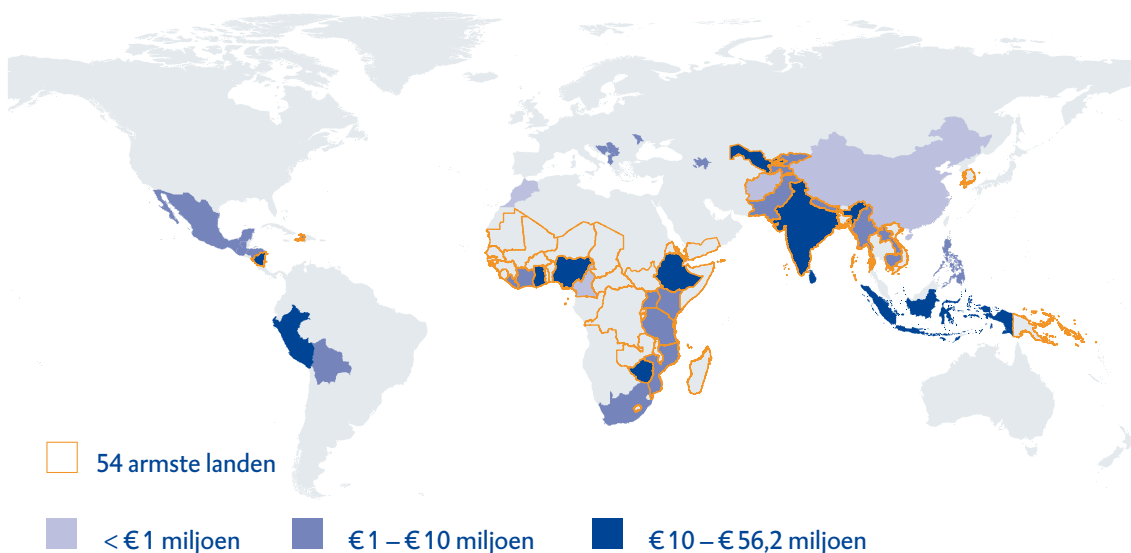 54 armste landen
< € 1 miljoen
€ 1 – € 10 miljoen
€ 10 – € 56,2 miljoen